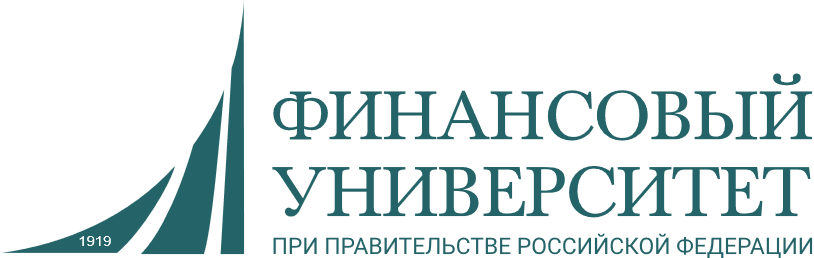 ФИНАНСОВЫЙ
УНИВЕРСИТЕТ
ПРИ ПРАВИТЕЛЬСТВЕ РОССИЙСКОЙ ФЕДЕРАЦИИ
1919